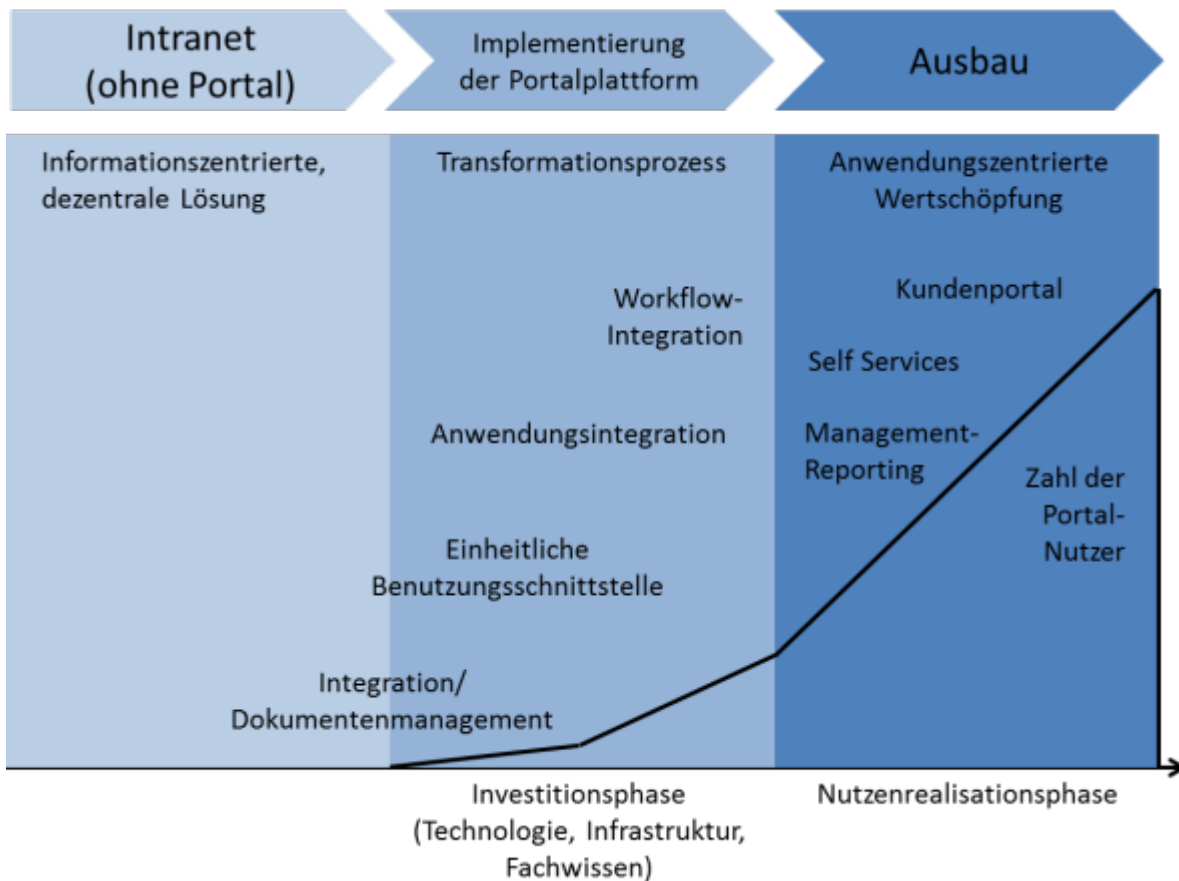 Intranet
(ohne Portal)
Implementierung
der Portalplattform
Ausbau
Informationszentrierte,
dezentrale Lösung
Transformationsprozess
Anwendungszentrierte
Wertschöpfung
Workflow-
Integration
Kundenportal
Self Services
Anwendungsintegration
Management-
Reporting
Zahl der
Portal-
Nutzer
Einheitliche
Benutzungsschnittstelle
Integration/
Dokumentenmanagement
Investitionsphase
(Technologie, Infrastruktur,
Fachwissen)
Nutzenrealisationsphase